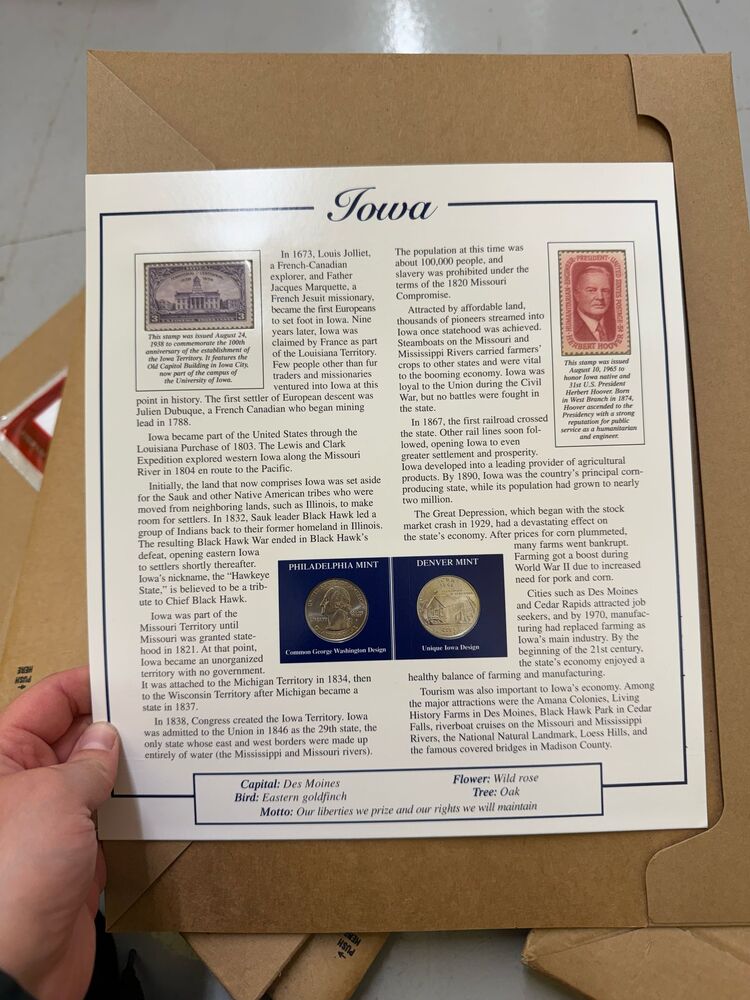 Iowa
IOWA
3 3
This stamp was issued August 24,
1938 to commemorate the 100th
anniversary of the establishment of
the Iowa Territory. It features the
Old Capitol Building in Iowa City,
now part of the campus of
the University of Iowa.
In 1673, Louis Jolliet,
a French-Canadian
explorer, and Father
Jacques Marquette, a
French Jesuit missionary,
became the first Europeans
to set foot in Iowa. Nine
years later, Iowa was
claimed by France as part
of the Louisiana Territory.
Few people other than fur
traders and missionaries
ventured into Iowa at this
point in history. The first settler of European descent was
Julien Dubuque, a French Canadian who began mining
lead in 1788.
Iowa became part of the United States through the
Louisiana Purchase of 1803. The Lewis and Clark
Expedition explored western Iowa along the Missouri
River in 1804 en route to the Pacific.
Initially, the land that now comprises Iowa was set aside
for the Sauk and other Native American tribes who were
moved from neighboring lands, such as Illinois, to make
room for settlers. In 1832, Sauk leader Black Hawk led a
group of Indians back to their former homeland in Illinois.
The resulting Black Hawk War ended in Black Hawk's
defeat, opening eastern Iowa
to settlers shortly thereafter.
Iowa's nickname, the "Hawkeye
State," is believed to be a trib-
ute to Chief Black Hawk.
Iowa was part of the
Missouri Territory until
Missouri was granted state-
hood in 1821. At that point,
Iowa became an unorganized
territory with no government.
It was attached to the Michigan Territory in 1834, then
to the Wisconsin Territory after Michigan became a
state in 1837.
In 1838, Congress created the Iowa Territory. Iowa
was admitted to the Union in 1846 as the 29th state, the
only state whose east and west borders were made up
entirely of water (the Mississippi and Missouri rivers).
The population at this time was
about 100,000 people, and
slavery was prohibited under the
terms of the 1820 Missouri
Compromise.
Attracted by affordable land,
thousands of pioneers streamed into
Iowa once statehood was achieved.
Steamboats on the Missouri and
Mississippi Rivers carried farmers'
crops to other states and were vital
to the booming economy. Iowa was
loyal to the Union during the Civil
War, but no battles were fought in
the state.
In 1867, the first railroad crossed
the state. Other rail lines soon fol-
lowed, opening Iowa to even
greater settlement and prosperity.
Iowa developed into a leading provider of agricultural
products. By 1890, Iowa was the country's principal corn-
producing state, while its population had grown to nearly
two million.
The Great Depression, which began with the stock
market crash in 1929, had a devastating effect on
the state's economy. After prices for corn plummeted,
many farms went bankrupt.
Farming got a boost during
World War II due to increased
need for pork and corn.
Cities such as Des Moines
and Cedar Rapids attracted job
seekers, and by 1970, manufac-
turing had replaced farming as
Iowa's main industry. By the
beginning of the 21st century,
the state's economy enjoyed a
healthy balance of farming and manufacturing.
Tourism was also important to Iowa's economy. Among
the major attractions were the Amana Colonies, Living
History Farms in Des Moines, Black Hawk Park in Cedar
Falls, riverboat cruises on the Missouri and Mississippi
Rivers, the National Natural Landmark, Loess Hills, and
the famous covered bridges in Madison County.
HUMANITARIAN·ENGINEER·PRESIDENT·UNITED STATES
HERBERT HOOVER
This stamp was issued
August 10, 1965 to
honor Iowa native and
31st U.S. President
Herbert Hoover. Born
in West Branch in 1874,
Hoover ascended to the
Presidency with a strong
reputation for public
service as a humanitarian
and engineer.
PHILADELPHIA MINT
Common George Washington Design
DENVER MINT
Unique Iowa Design
Capital: Des Moines
Flower: Wild rose
Bird: Eastern goldfinch
Tree: Oak
Motto: Our liberties we prize and our rights we will maintain
PUSH
HERE
PUSH
HERE